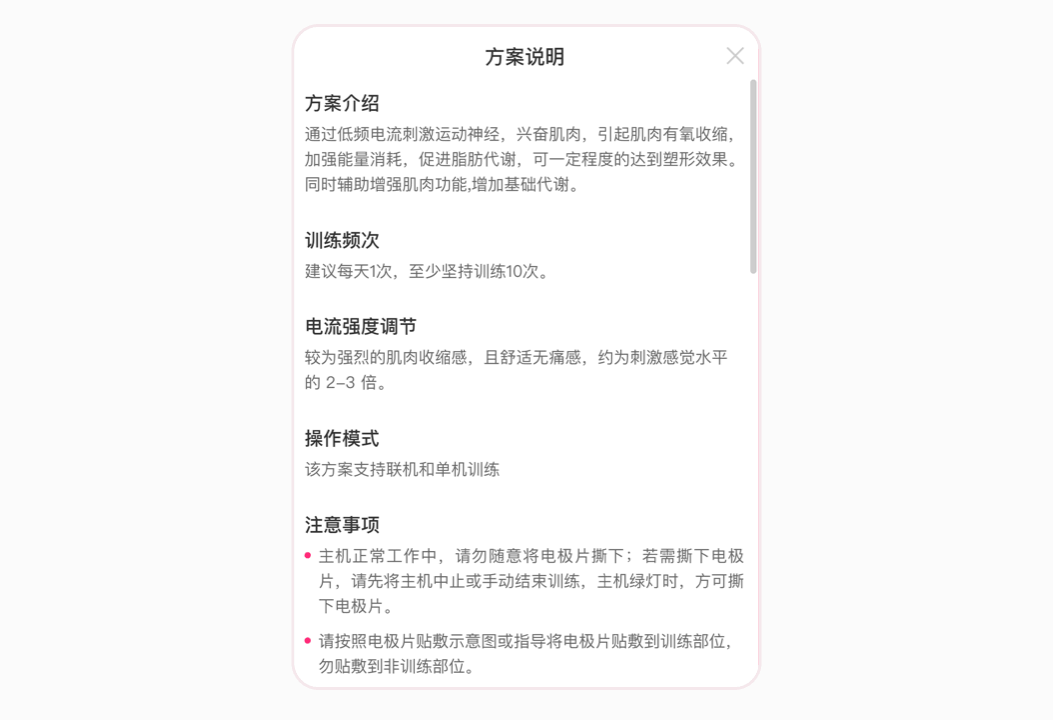 方案说明
方案介绍
通过低频电流刺激运动神经，兴奋肌肉，引起肌肉有氧收缩，
加强能量消耗，促进脂肪代谢，可一定程度的达到塑形效果。
同时辅助增强肌肉功能,增加基础代谢。
训练频次
建议每天1次，至少坚持训练10次。
电流强度调节
较为强烈的肌肉收缩感，且舒适无痛感，约为刺激感觉水平
的 2–3 倍。
操作模式
该方案支持联机和单机训练
注意事项
主机正常工作中，请勿随意将电极片撕下；若需撕下电极
片，请先将主机中止或手动结束训练，主机绿灯时，方可撕
下电极片。
请按照电极片贴敷示意图或指导将电极片贴敷到训练部位，
勿贴敷到非训练部位。